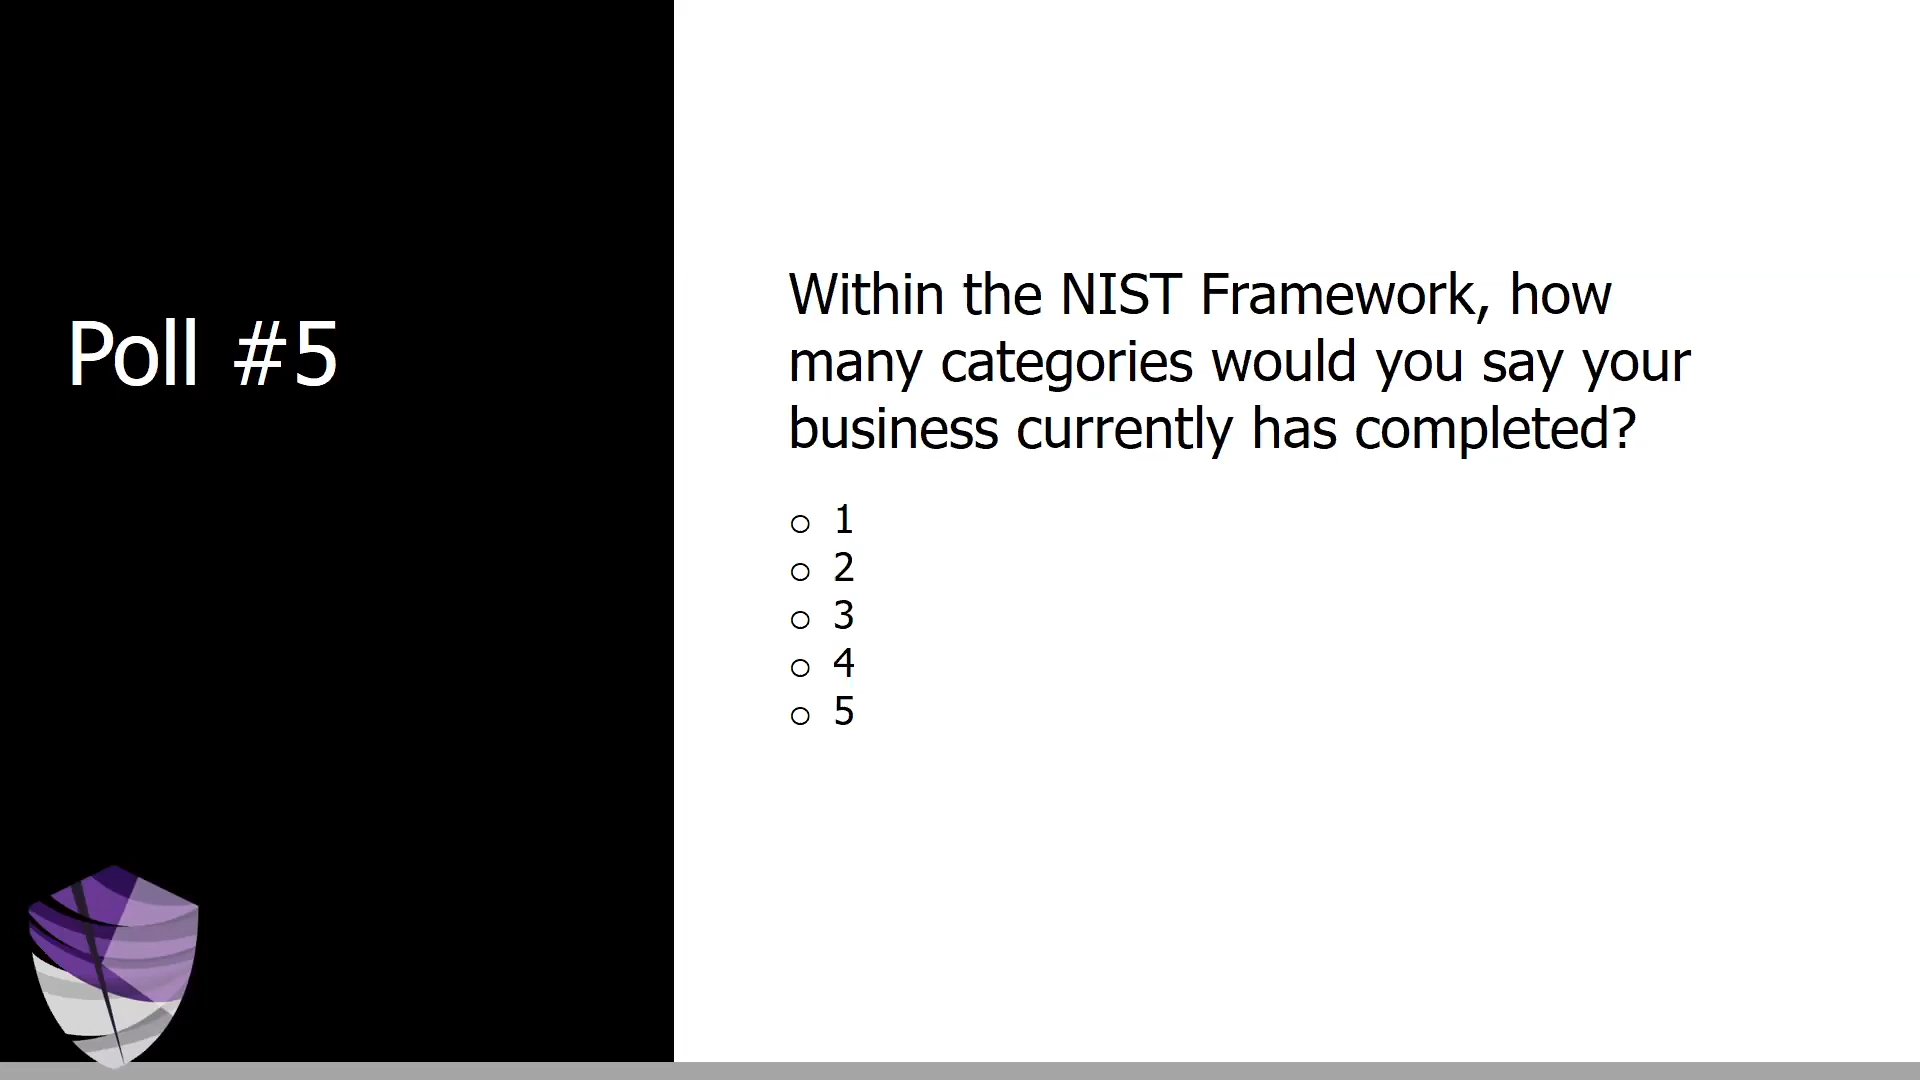 Poll #5
Within the NIST Framework, how
many categories would you say your
business currently has completed?
○ 1
○ 2
○ 3
○ 4
○ 5